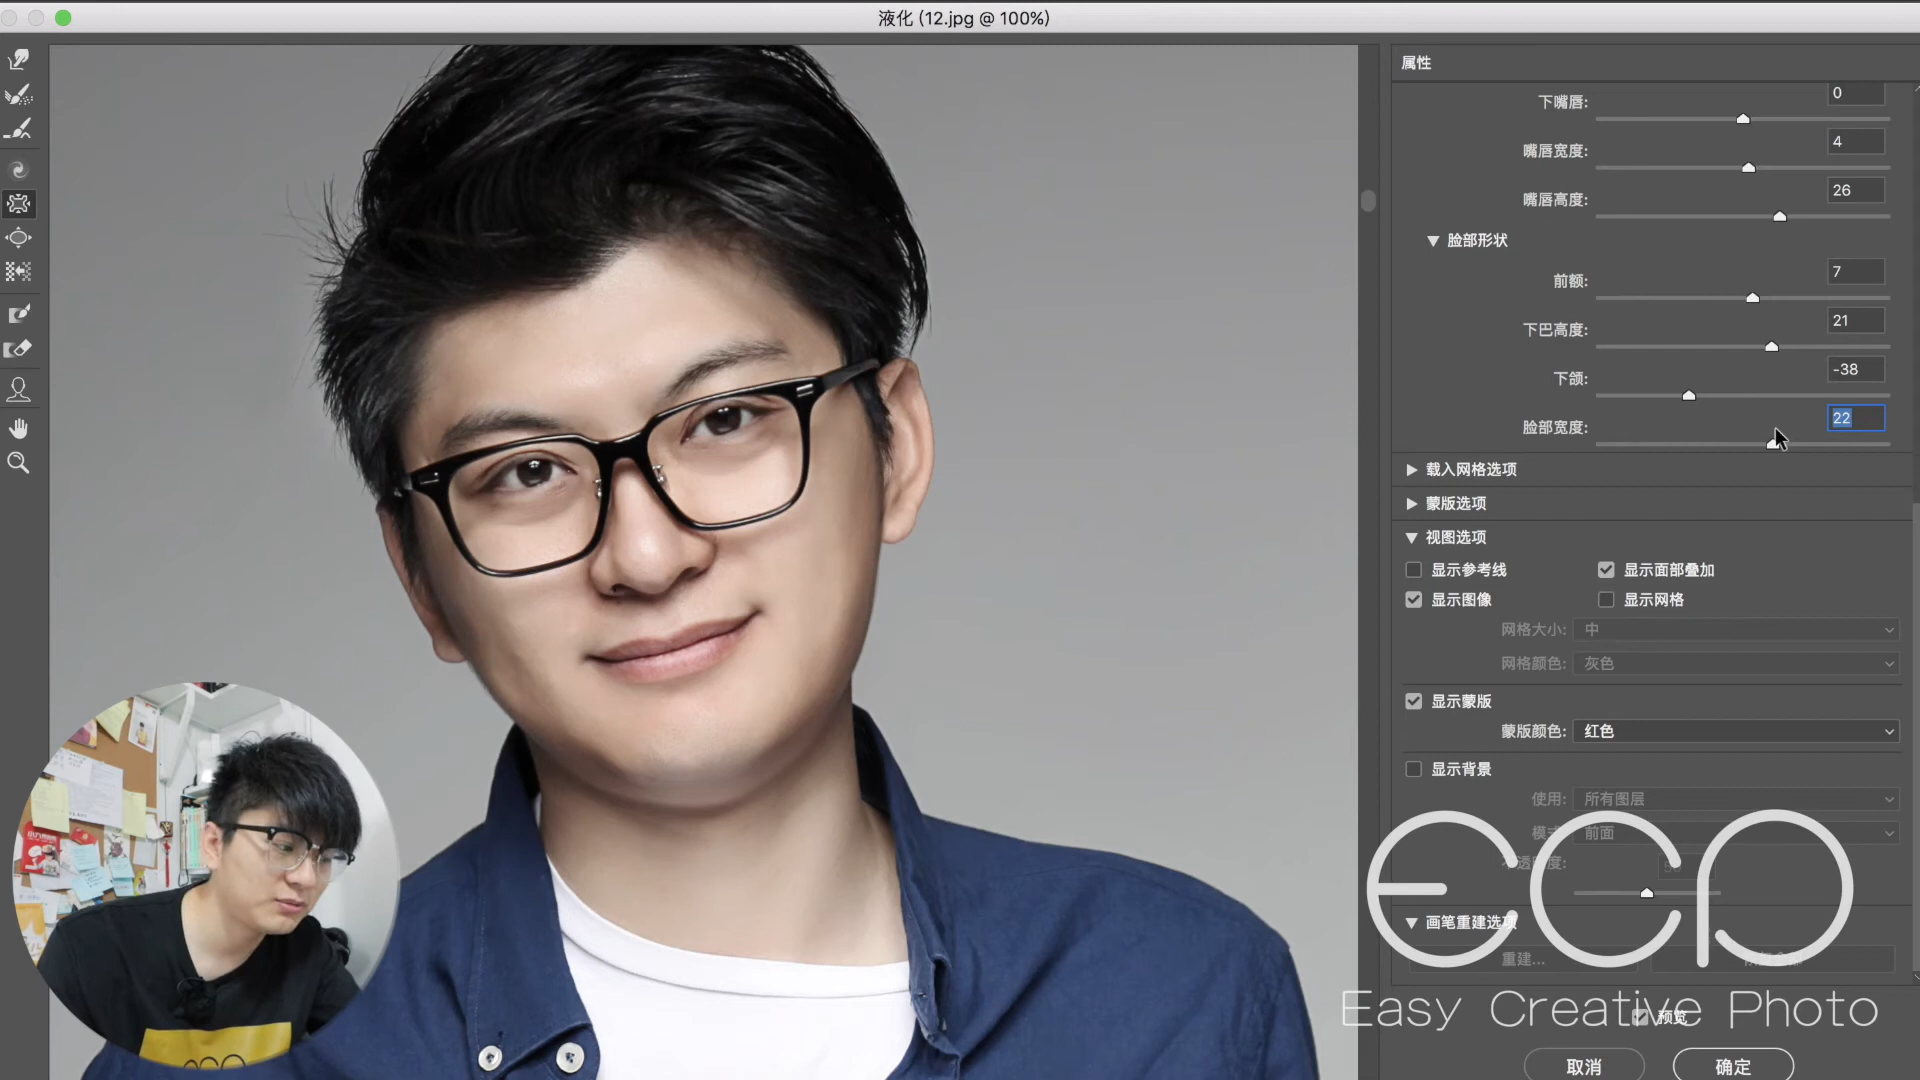 液化 (12.jpg @ 100%)
属性
下嘴唇: 0
嘴唇宽度: 4
嘴唇高度: 26
脸部形状
前额: 7
下巴高度: 21
下颌: -38
脸部宽度: 22
载入网格选项
蒙版选项
视图选项
显示参考线 显示面部叠加
显示图像 显示网格
网格大小: 中
网格颜色: 灰色
显示蒙版
蒙版颜色: 红色
显示背景
使用: 所有图层
前面
画笔重建选项
重建...
ecp
Easy Creative Photo
预览
取消 确定